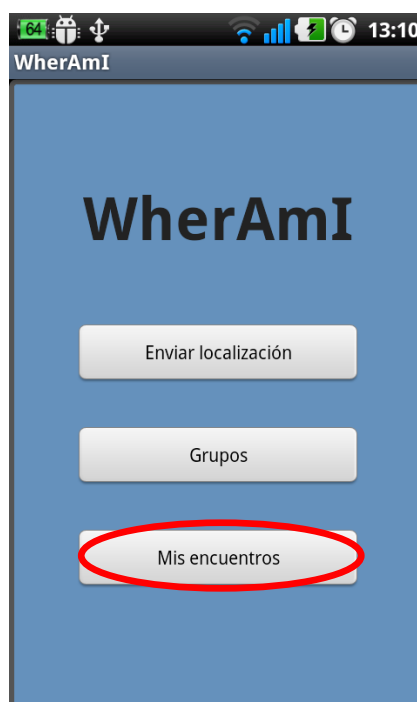 64 13:10
WherAmI
WherAmI
Enviar localización
Grupos
Mis encuentros